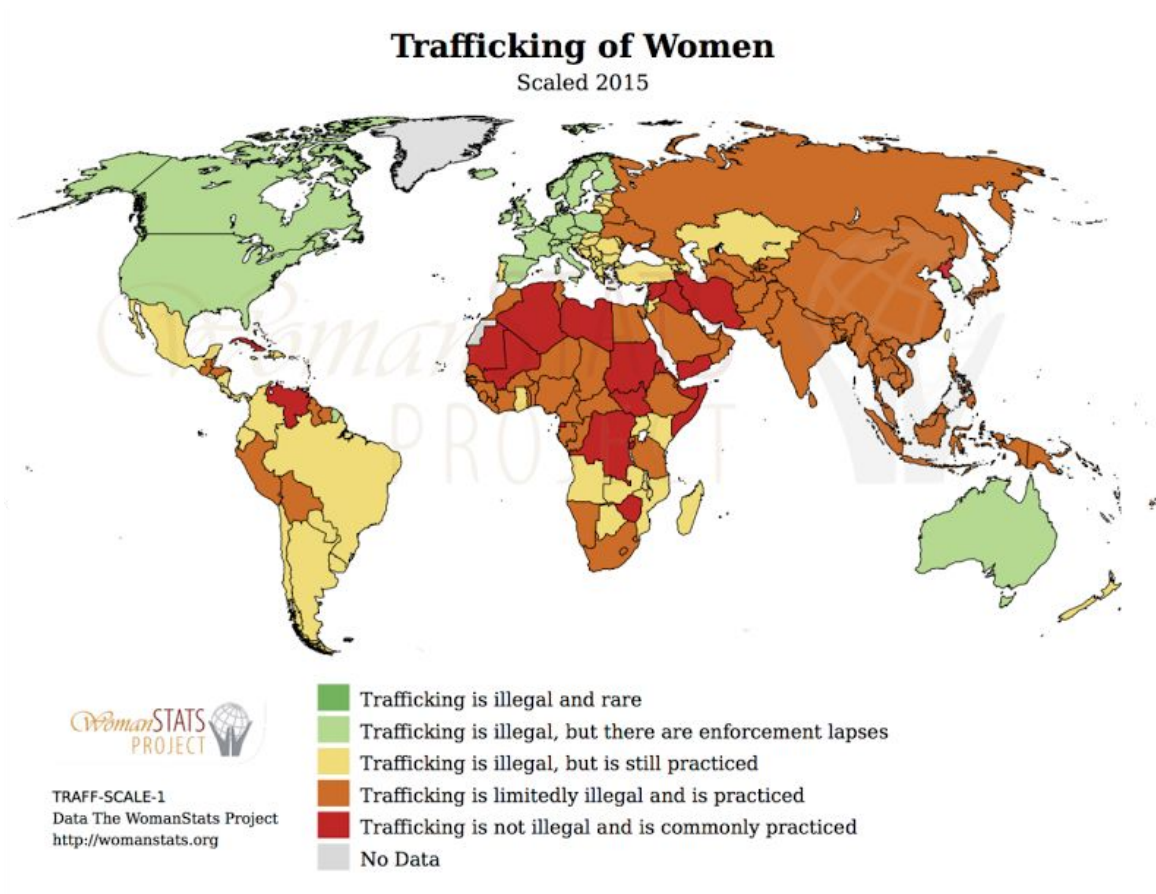 Trafficking of Women
Scaled 2015
WomanSTATS
PROJECT
Trafficking is illegal and rare
Trafficking is illegal, but there are enforcement lapses
Trafficking is illegal, but is still practiced
Trafficking is limitedly illegal and is practiced
Trafficking is not illegal and is commonly practiced
No Data
WomanSTATS
PROJECT
TRAFF-SCALE-1
Data The WomanStats Project
http://womanstats.org